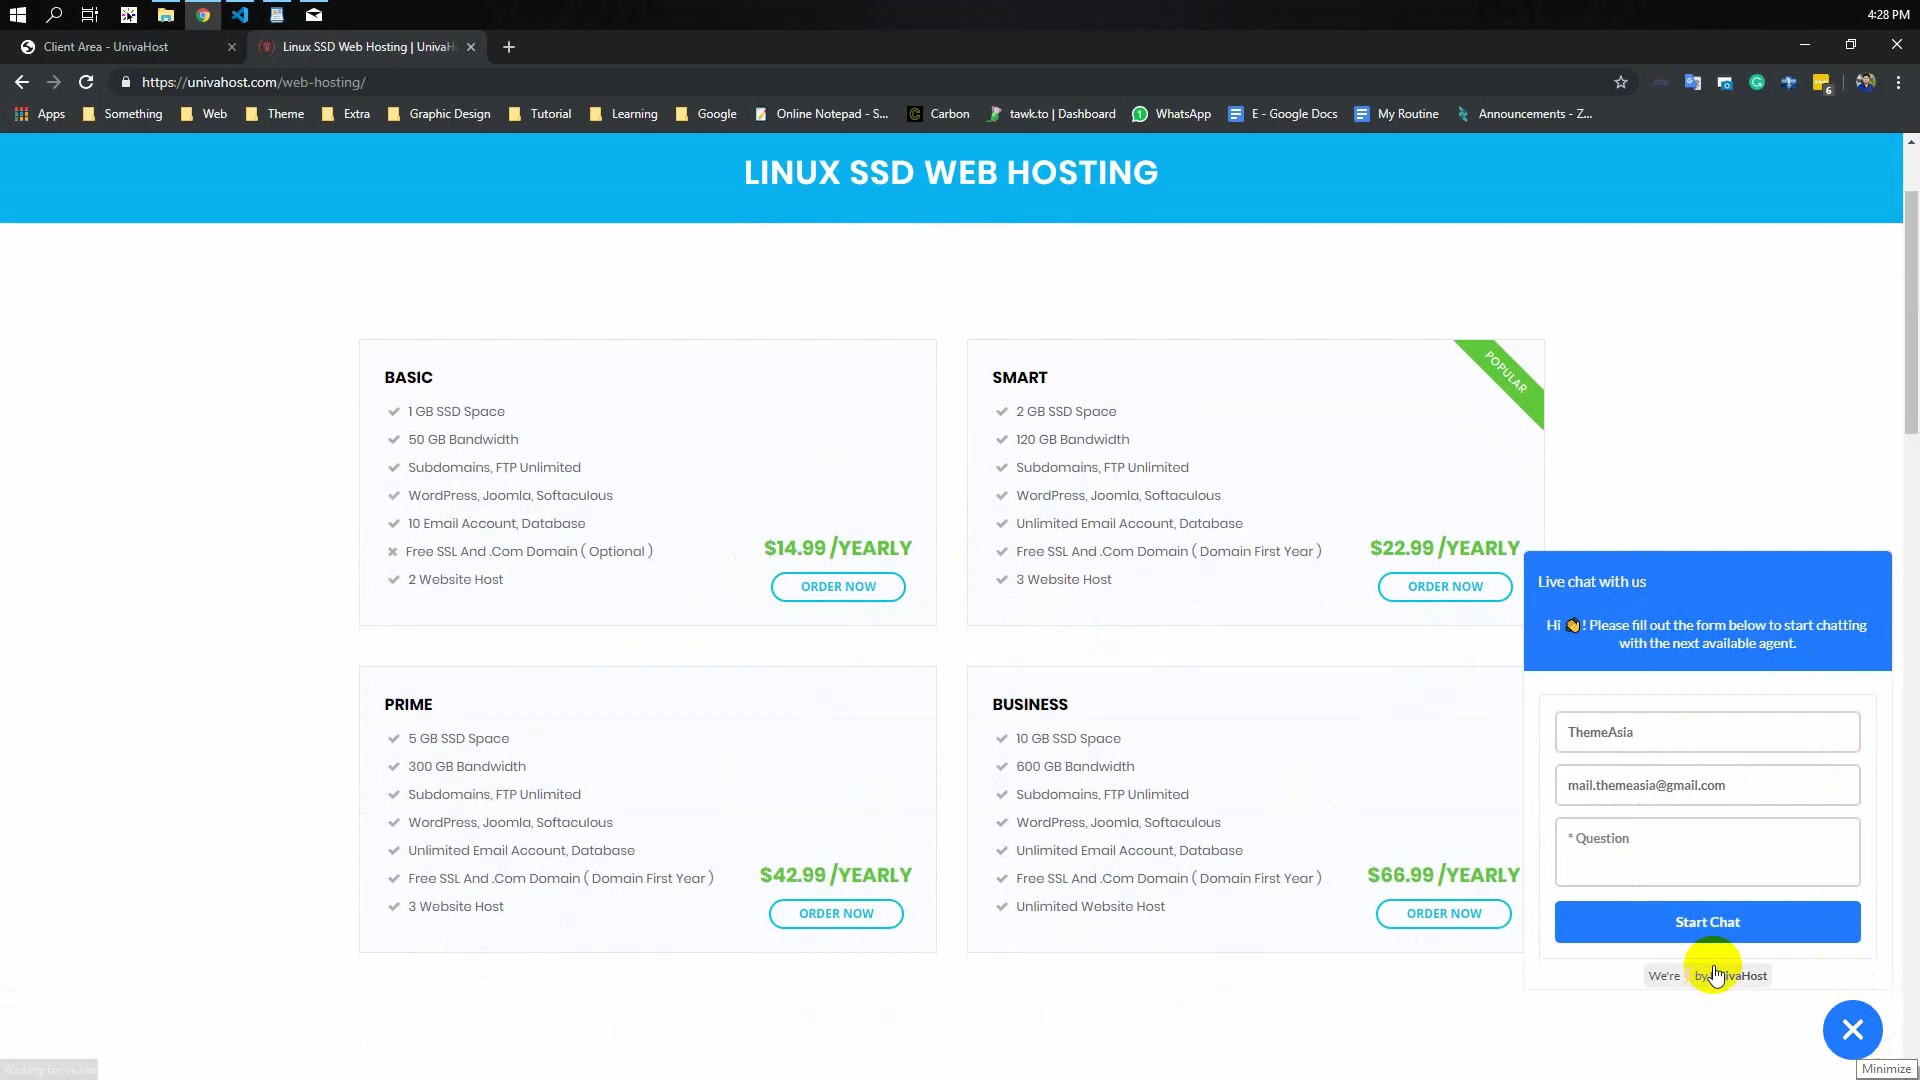 4:28 PM
Client Area - UnivaHost
Linux SSD Web Hosting | UnivaH
https://univahost.com/web-hosting/
6
Apps
Something
Web
Theme
Extra
Graphic Design
Tutorial
Learning
Google
Online Notepad - S...
Carbon
tawk.to | Dashboard
WhatsApp
E - Google Docs
My Routine
Announcements - Z...
LINUX SSD WEB HOSTING
BASIC
1 GB SSD Space
50 GB Bandwidth
Subdomains, FTP Unlimited
WordPress, Joomla, Softaculous
10 Email Account, Database
Free SSL And .Com Domain ( Optional )
2 Website Host
$14.99 /YEARLY
ORDER NOW
SMART
POPULAR
2 GB SSD Space
120 GB Bandwidth
Subdomains, FTP Unlimited
WordPress, Joomla, Softaculous
Unlimited Email Account, Database
Free SSL And .Com Domain ( Domain First Year )
3 Website Host
$22.99 /YEARLY
ORDER NOW
PRIME
5 GB SSD Space
300 GB Bandwidth
Subdomains, FTP Unlimited
WordPress, Joomla, Softaculous
Unlimited Email Account, Database
Free SSL And .Com Domain ( Domain First Year )
3 Website Host
$42.99 /YEARLY
ORDER NOW
BUSINESS
10 GB SSD Space
600 GB Bandwidth
Subdomains, FTP Unlimited
WordPress, Joomla, Softaculous
Unlimited Email Account, Database
Free SSL And .Com Domain ( Domain First Year )
Unlimited Website Host
$66.99 /YEARLY
ORDER NOW
Live chat with us
Hi 👋! Please fill out the form below to start chatting
with the next available agent.
ThemeAsia
mail.themeasia@gmail.com
* Question
Start Chat
We're by
Minimize
Waiting for